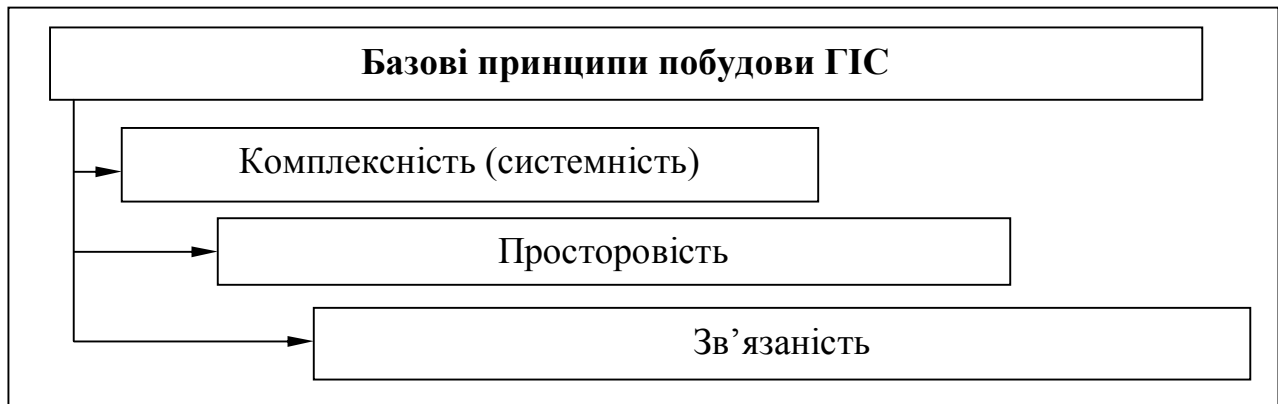 Базові принципи побудови ГІС
Комплексність (системність)
Просторовість
Зв’язаність